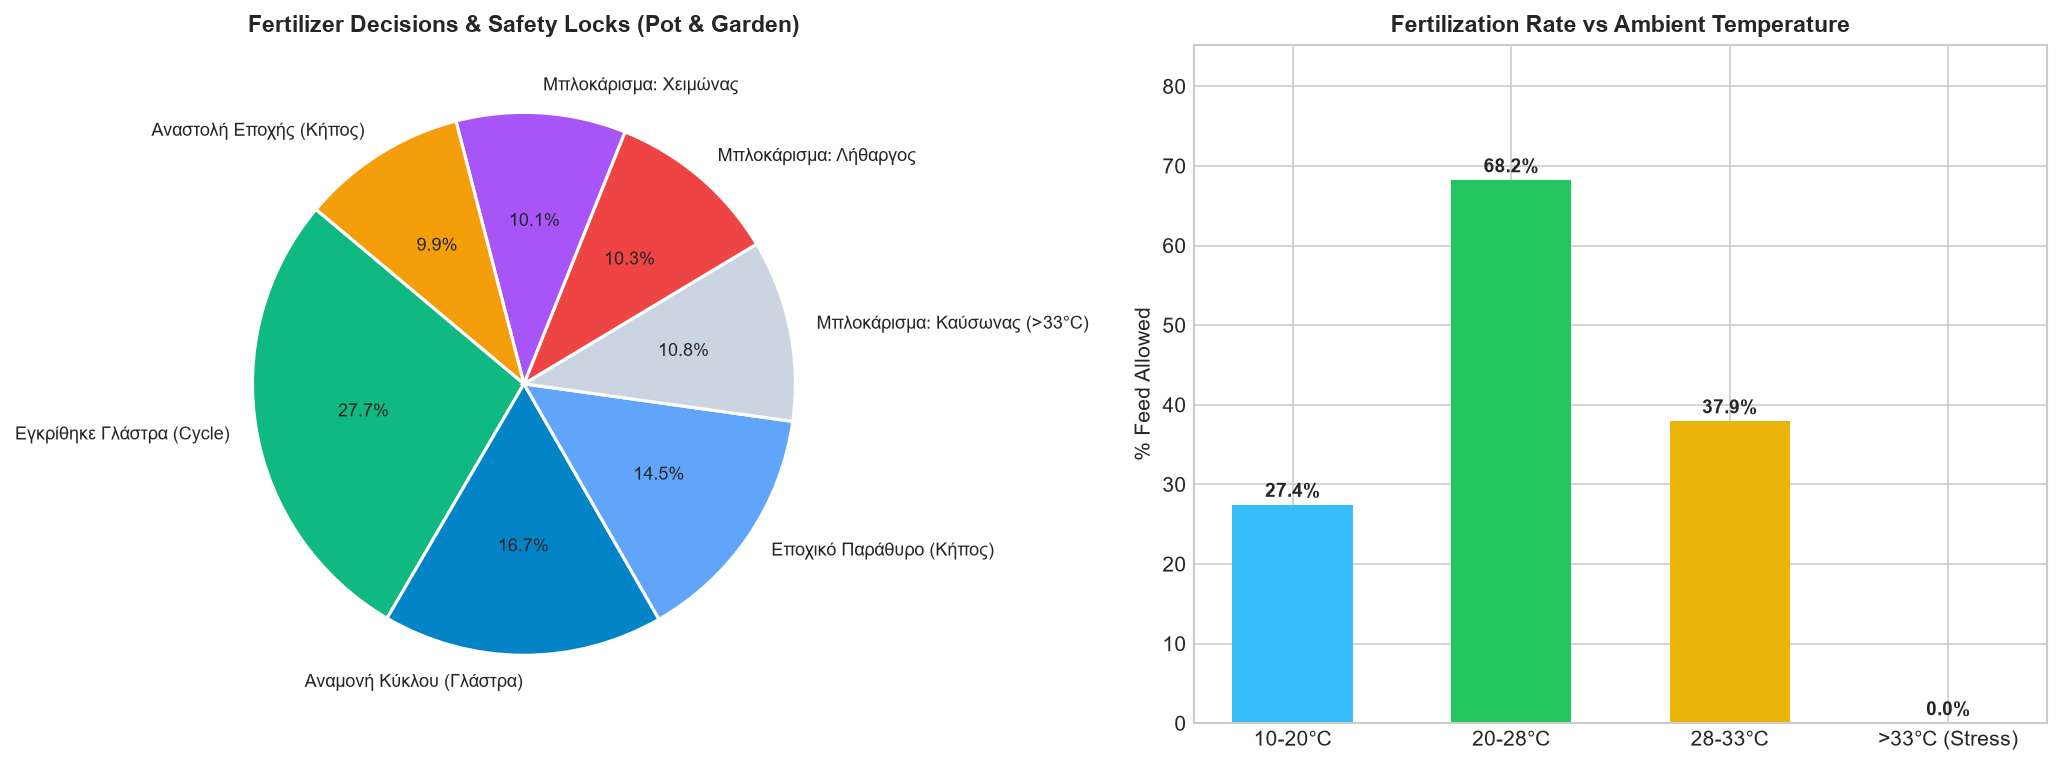 Fertilizer Decisions & Safety Locks (Pot & Garden)
Μπλοκάρισμα: Χειμώνας
Αναστολή Εποχής (Κήπος)
Μπλοκάρισμα: Λήθαργος
10.1%
9.9%
10.3%
Μπλοκάρισμα: Καύσωνας (>33°C)
10.8%
27.7%
Εγκρίθηκε Γλάστρα (Cycle)
14.5%
16.7%
Εποχικό Παράθυρο (Κήπος)
Αναμονή Κύκλου (Γλάστρα)
Fertilization Rate vs Ambient Temperature
% Feed Allowed
80
70
60
50
40
30
20
10
0
27.4%
68.2%
37.9%
0.0%
10-20°C
20-28°C
28-33°C
>33°C (Stress)